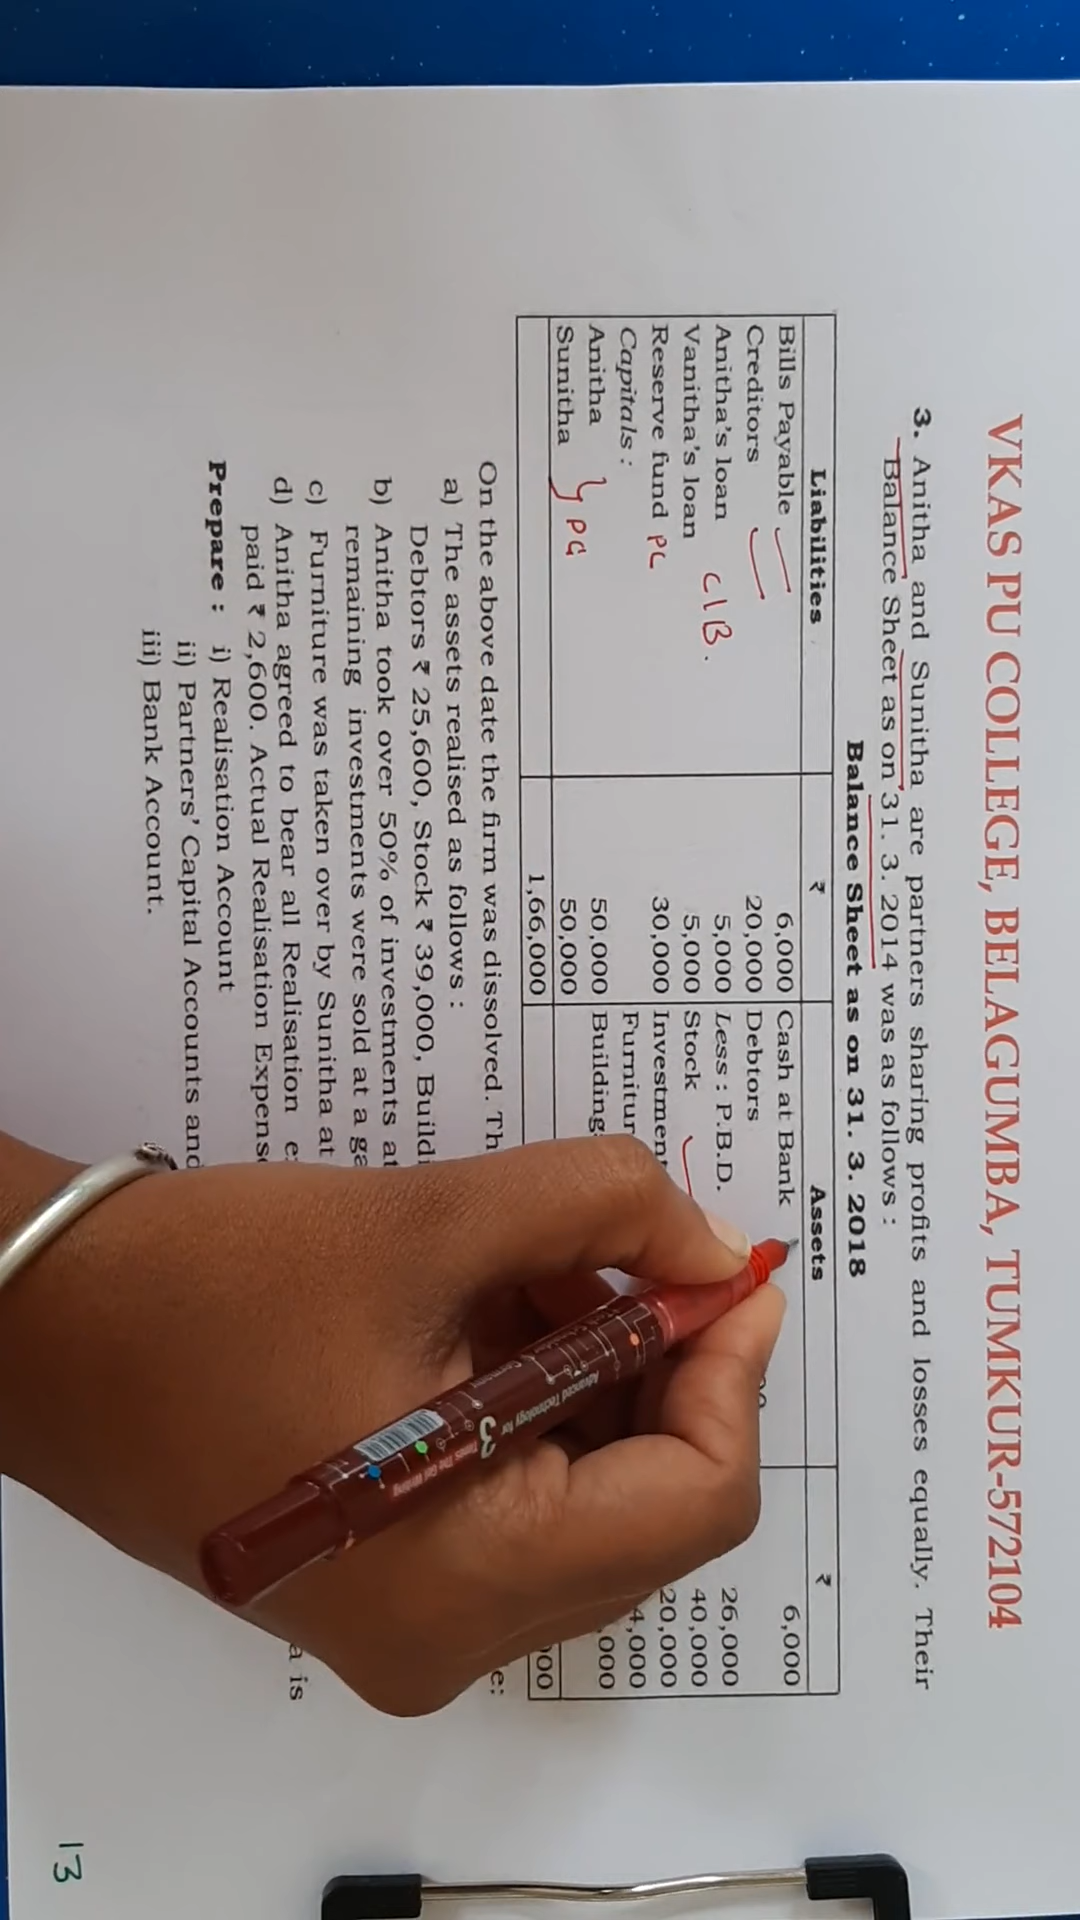 VKAS PU COLLEGE, BELAGUMBA, TUMKUR-572104
3. Anitha and Sunitha are partners sharing profits and losses equally. Their
Balance Sheet as on 31. 3. 2014 was as follows :
Balance Sheet as on 31. 3. 2018
Liabilities ₹ Assets ₹
Bills Payable 6,000 Cash at Bank 6,000
Creditors 20,000 Debtors
Anitha's loan 5,000 Less : P.B.D. 26,000
Vanitha's loan C/B. 5,000 Stock 40,000
Reserve fund PC 30,000 20,000
Capitals :
Anitha 50,000
Sunitha PC 50,000
1,66,000
On the above date the firm was dissolved.
a) The assets realised as follows :
Debtors ₹ 25,600, Stock ₹ 39,000,
b) Anitha took over 50% of investments at
remaining investments were sold at a
c) Furniture was taken over by Sunitha at
d) Anitha agreed to bear all Realisation is
paid ₹ 2,600. Actual Realisation
Prepare : i) Realisation Account
ii) Partners' Capital Accounts and
iii) Bank Account.
13